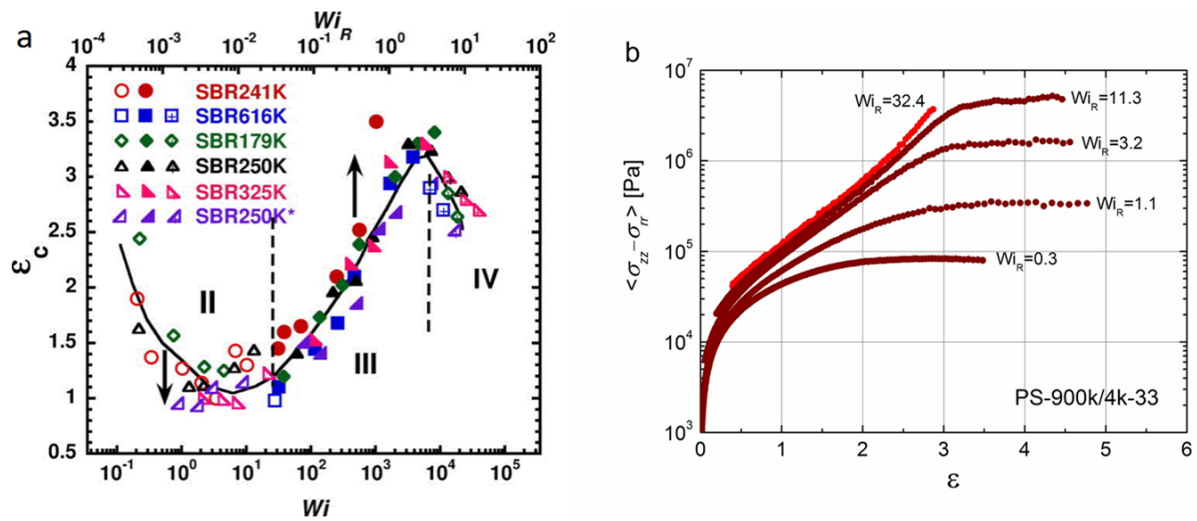 a
Wi_R
10^-4 10^-3 10^-2 10^-1 10^0 10^1 10^2
4
3.5
3
2.5
2
1.5
1
0.5
ε_c
SBR241K
SBR616K
SBR179K
SBR250K
SBR325K
SBR250K*
II
III
IV
10^-1 10^0 10^1 10^2 10^3 10^4 10^5
Wi
b
10^7
10^6
10^5
10^4
10^3
<σ_zz−σ_rr> [Pa]
Wi_R=32.4
Wi_R=11.3
Wi_R=3.2
Wi_R=1.1
Wi_R=0.3
PS-900k/4k-33
0 1 2 3 4 5 6
ε